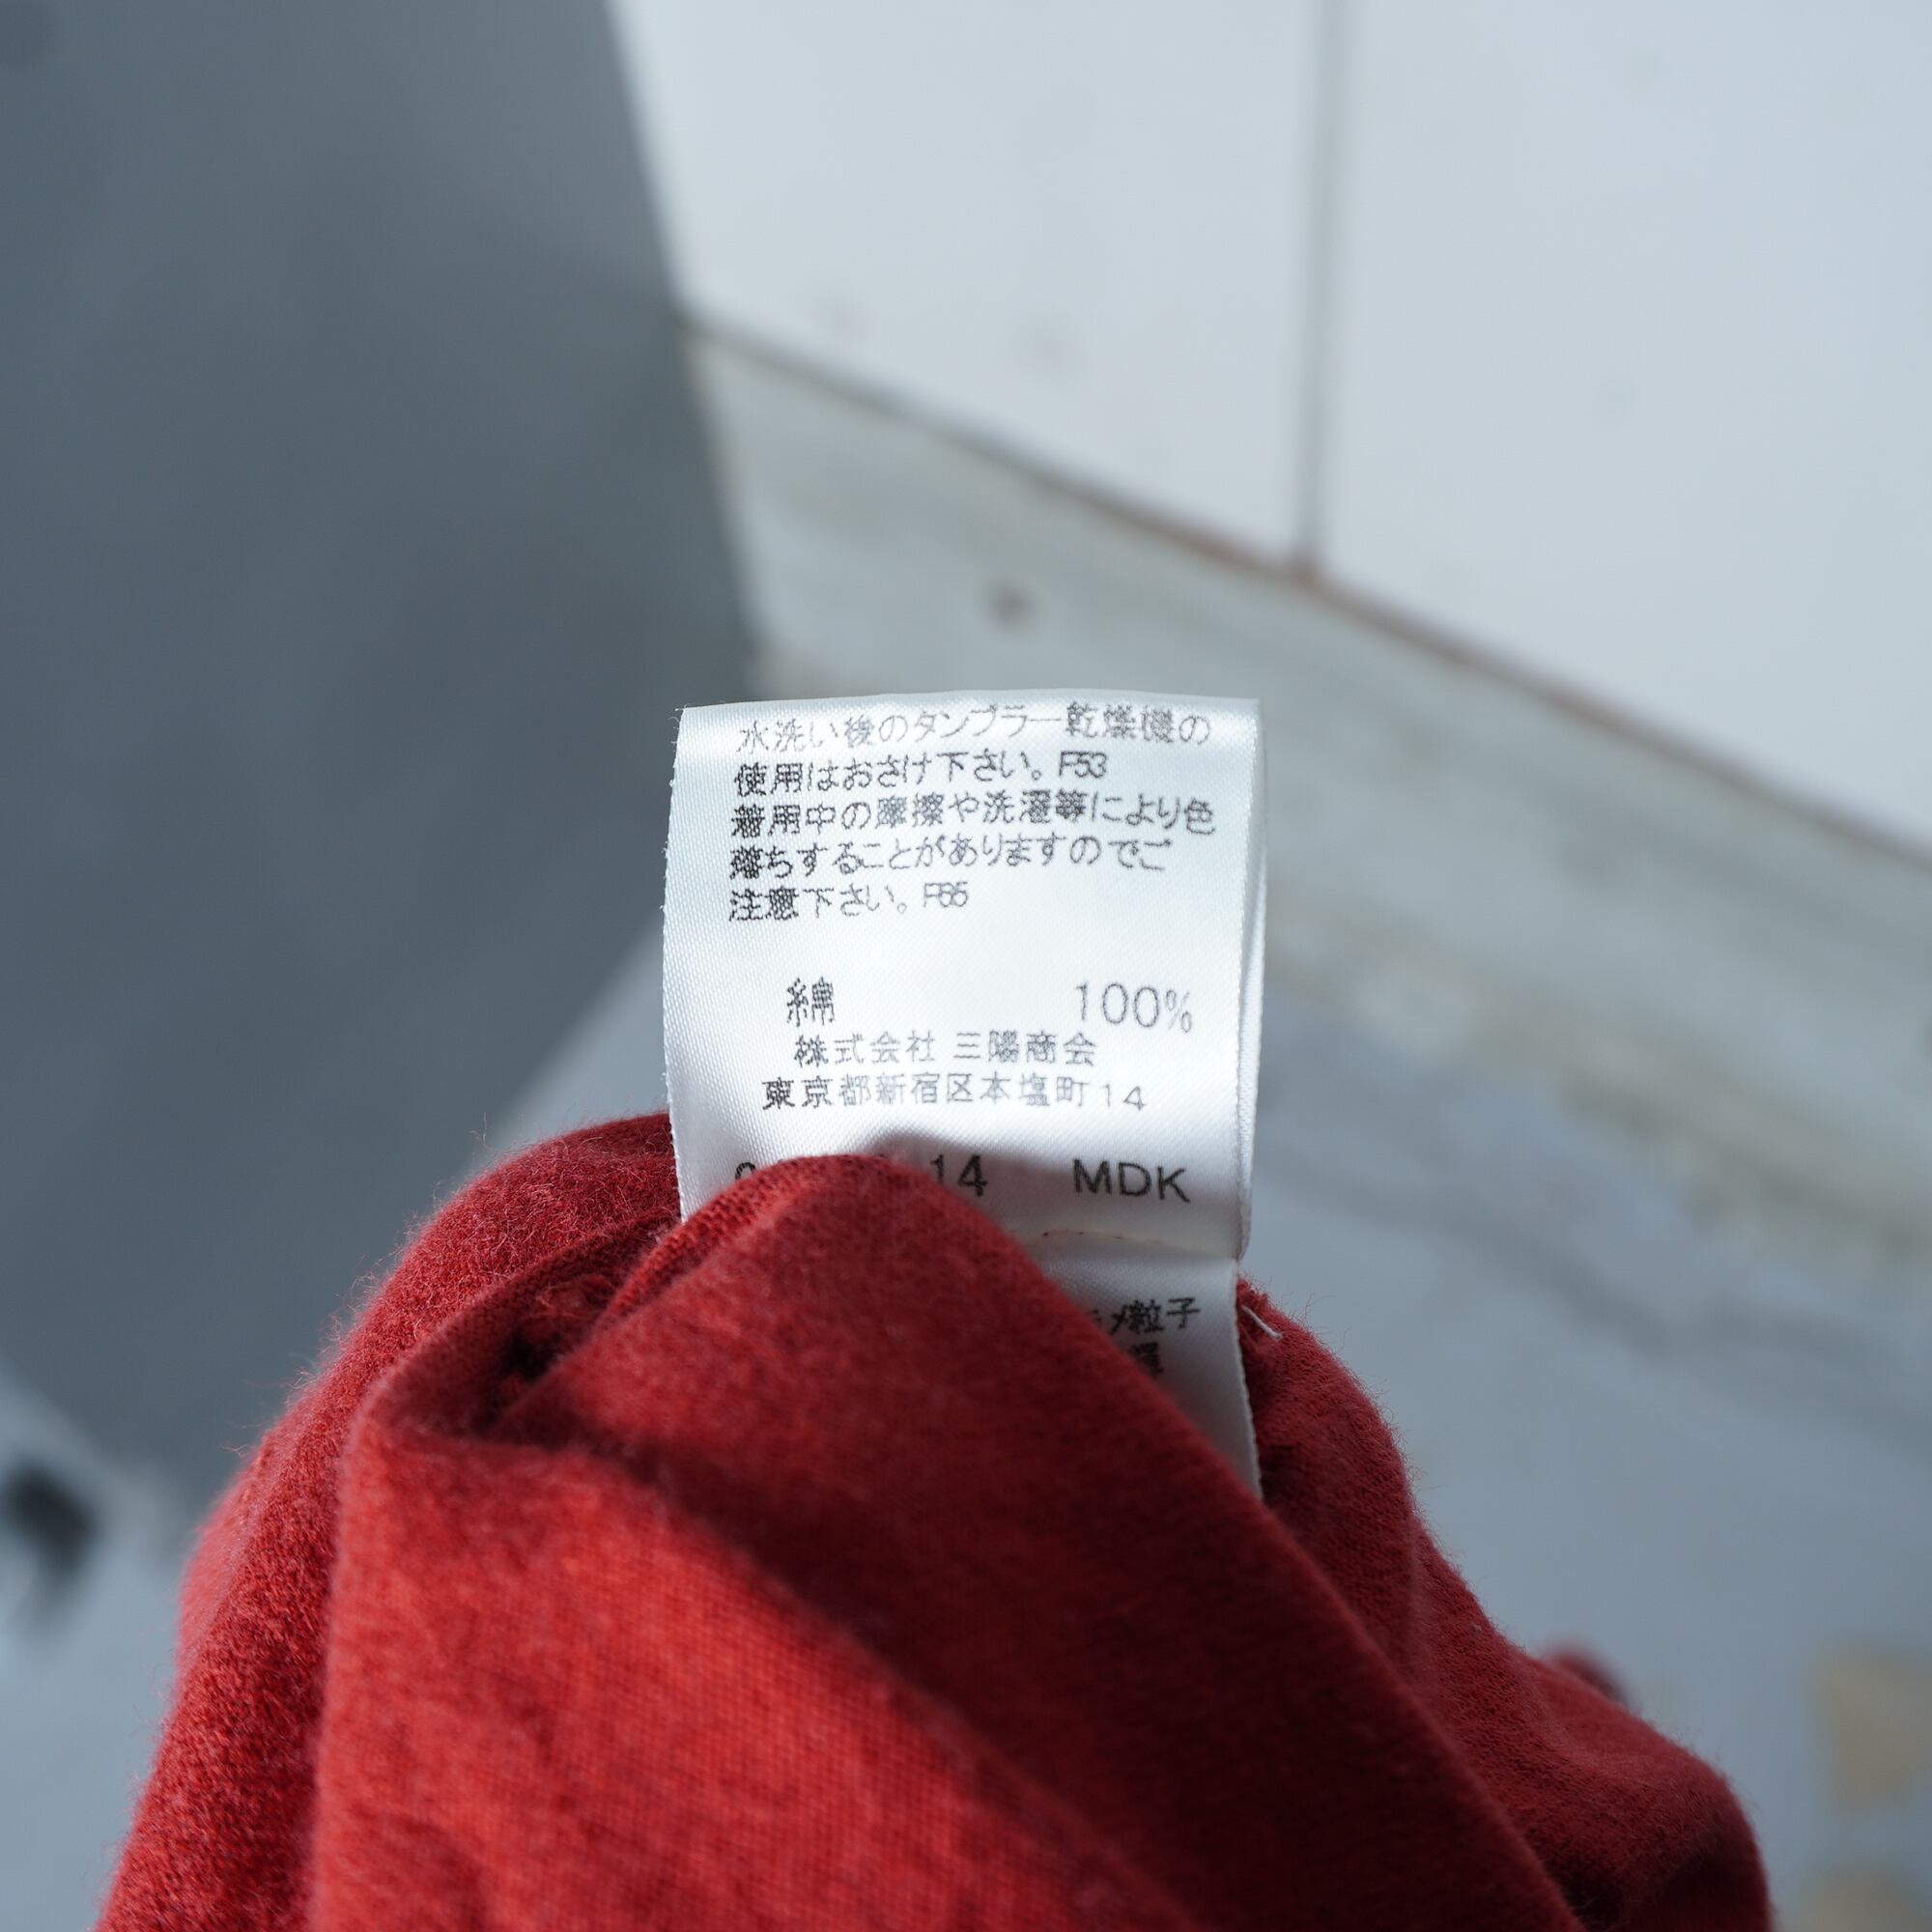 水洗い後のタンブラー乾燥機の
使用はおさけ下さい。F53
着用中の摩擦や洗濯等により色
落ちすることがありますのでご
注意下さい。F85
綿 100%
株式会社 三陽商会
東京都新宿区本塩町14
14 MDK
粒子